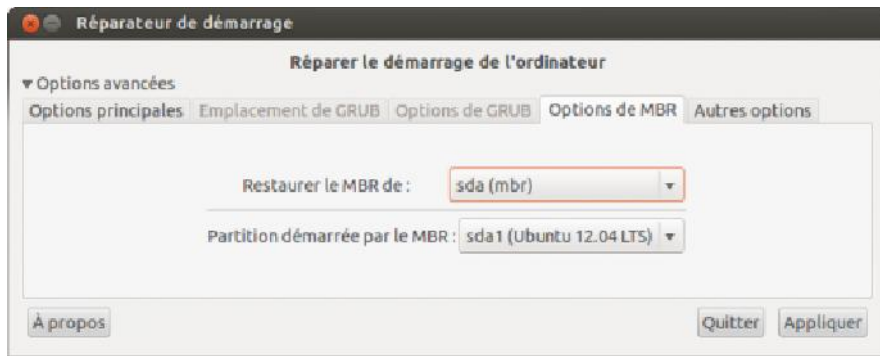 Réparateur de démarrage
Réparer le démarrage de l'ordinateur
Options avancées
Options principales Emplacement de GRUB Options de GRUB Options de MBR Autres options
Restaurer le MBR de : sda (mbr)
Partition démarrée par le MBR : sda1 (Ubuntu 12.04 LTS)
À propos Quitter Appliquer